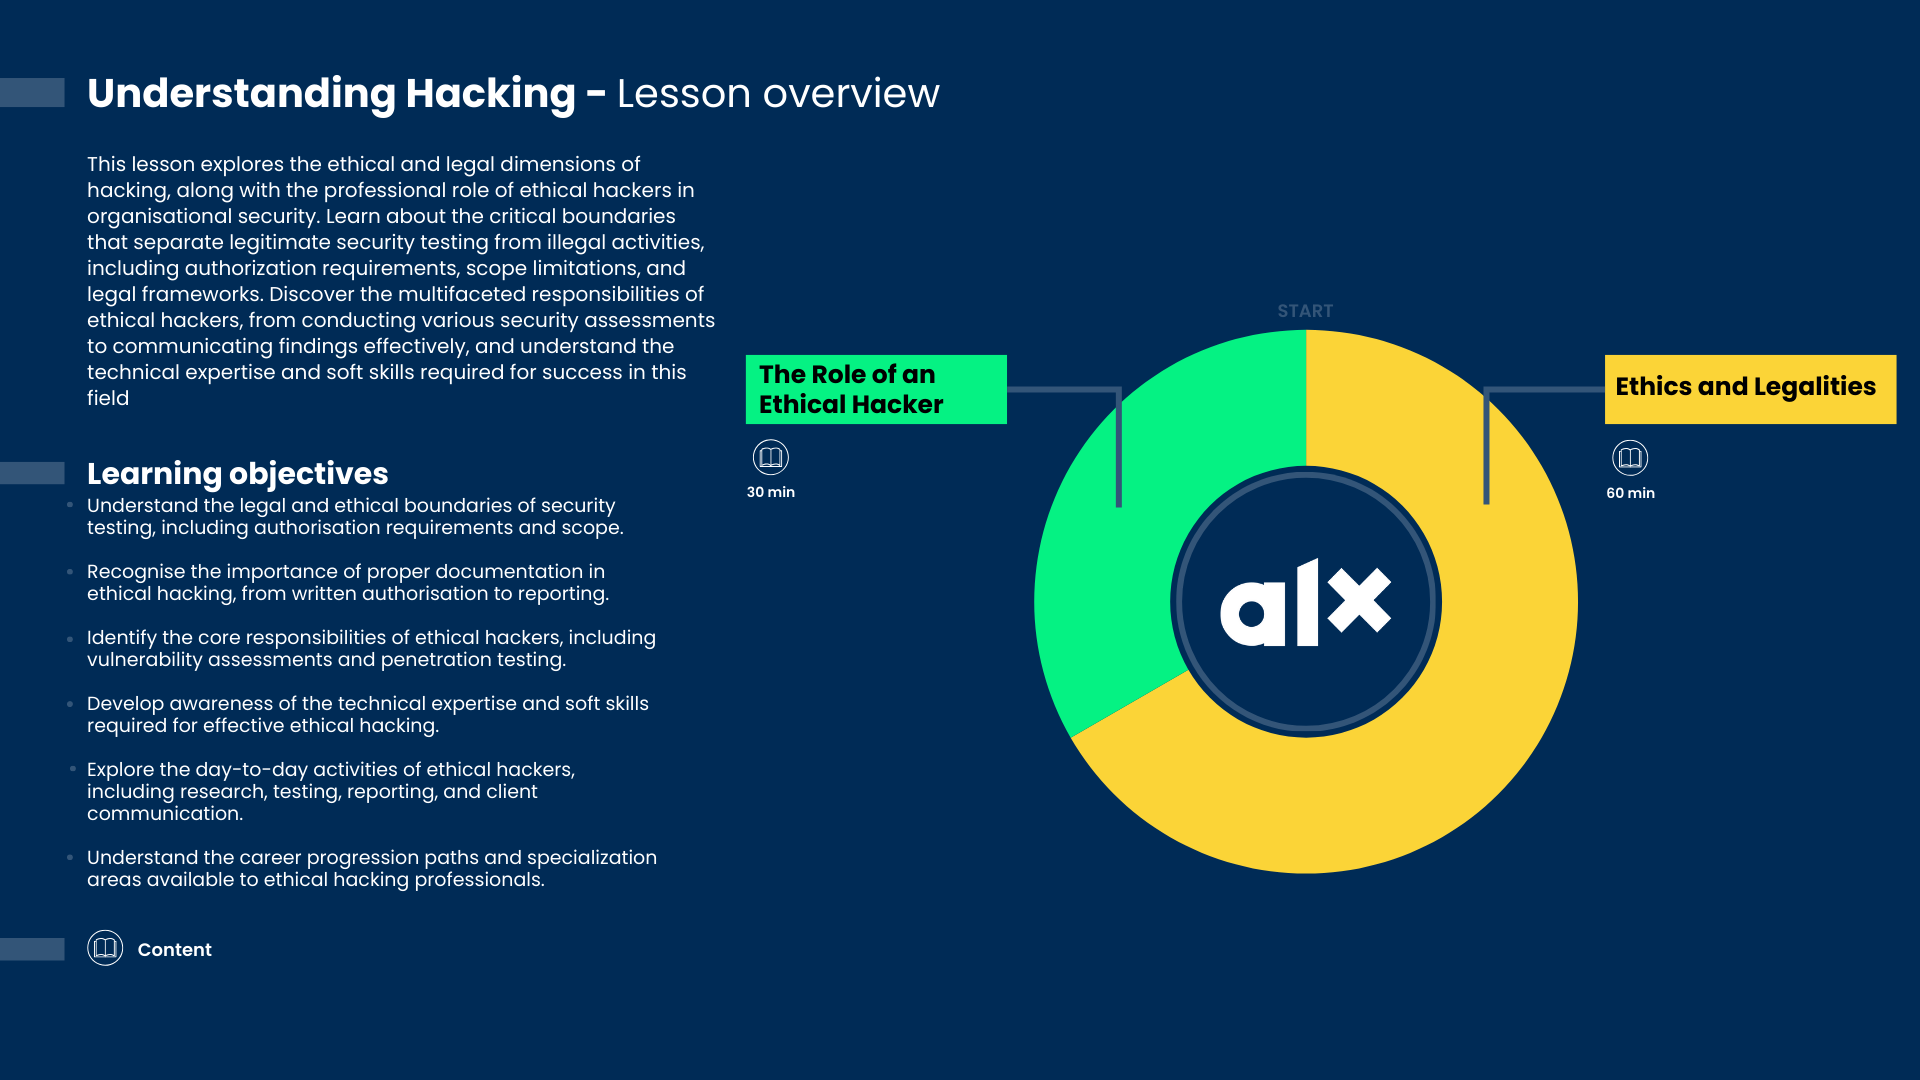 Understanding Hacking - Lesson overview
This lesson explores the ethical and legal dimensions of
hacking, along with the professional role of ethical hackers in
organisational security. Learn about the critical boundaries
that separate legitimate security testing from illegal activities,
including authorization requirements, scope limitations, and
legal frameworks. Discover the multifaceted responsibilities of
ethical hackers, from conducting various security assessments
to communicating findings effectively, and understand the
technical expertise and soft skills required for success in this
field
Learning objectives
• Understand the legal and ethical boundaries of security
testing, including authorisation requirements and scope.
• Recognise the importance of proper documentation in
ethical hacking, from written authorisation to reporting.
• Identify the core responsibilities of ethical hackers, including
vulnerability assessments and penetration testing.
• Develop awareness of the technical expertise and soft skills
required for effective ethical hacking.
• Explore the day-to-day activities of ethical hackers,
including research, testing, reporting, and client
communication.
• Understand the career progression paths and specialization
areas available to ethical hacking professionals.
Content
START
The Role of an
Ethical Hacker
30 min
Ethics and Legalities
60 min
alx